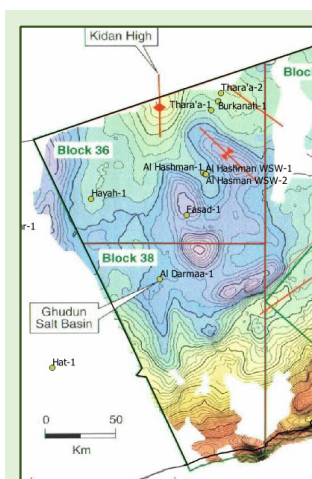 Kidan High
Thara'a-2
Thara'a-1
Burkanah-1
Bloc
Block 36
Al Hashman-1
Al Hashman WSW-1
Al Hasman WSW-2
Hayah-1
Fasad-1
ar-1
Block 38
Al Darmaa-1
Ghudun
Salt Basin
Hat-1
0 50
Km